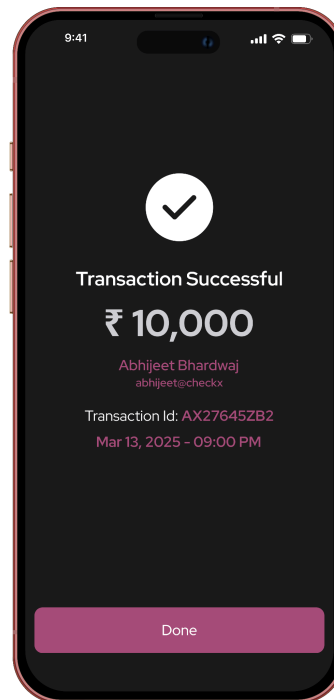 9:41
Transaction Successful
₹ 10,000
Abhijeet Bhardwaj
abhijeet@checkx
Transaction Id: AX27645ZB2
Mar 13, 2025 - 09:00 PM
Done